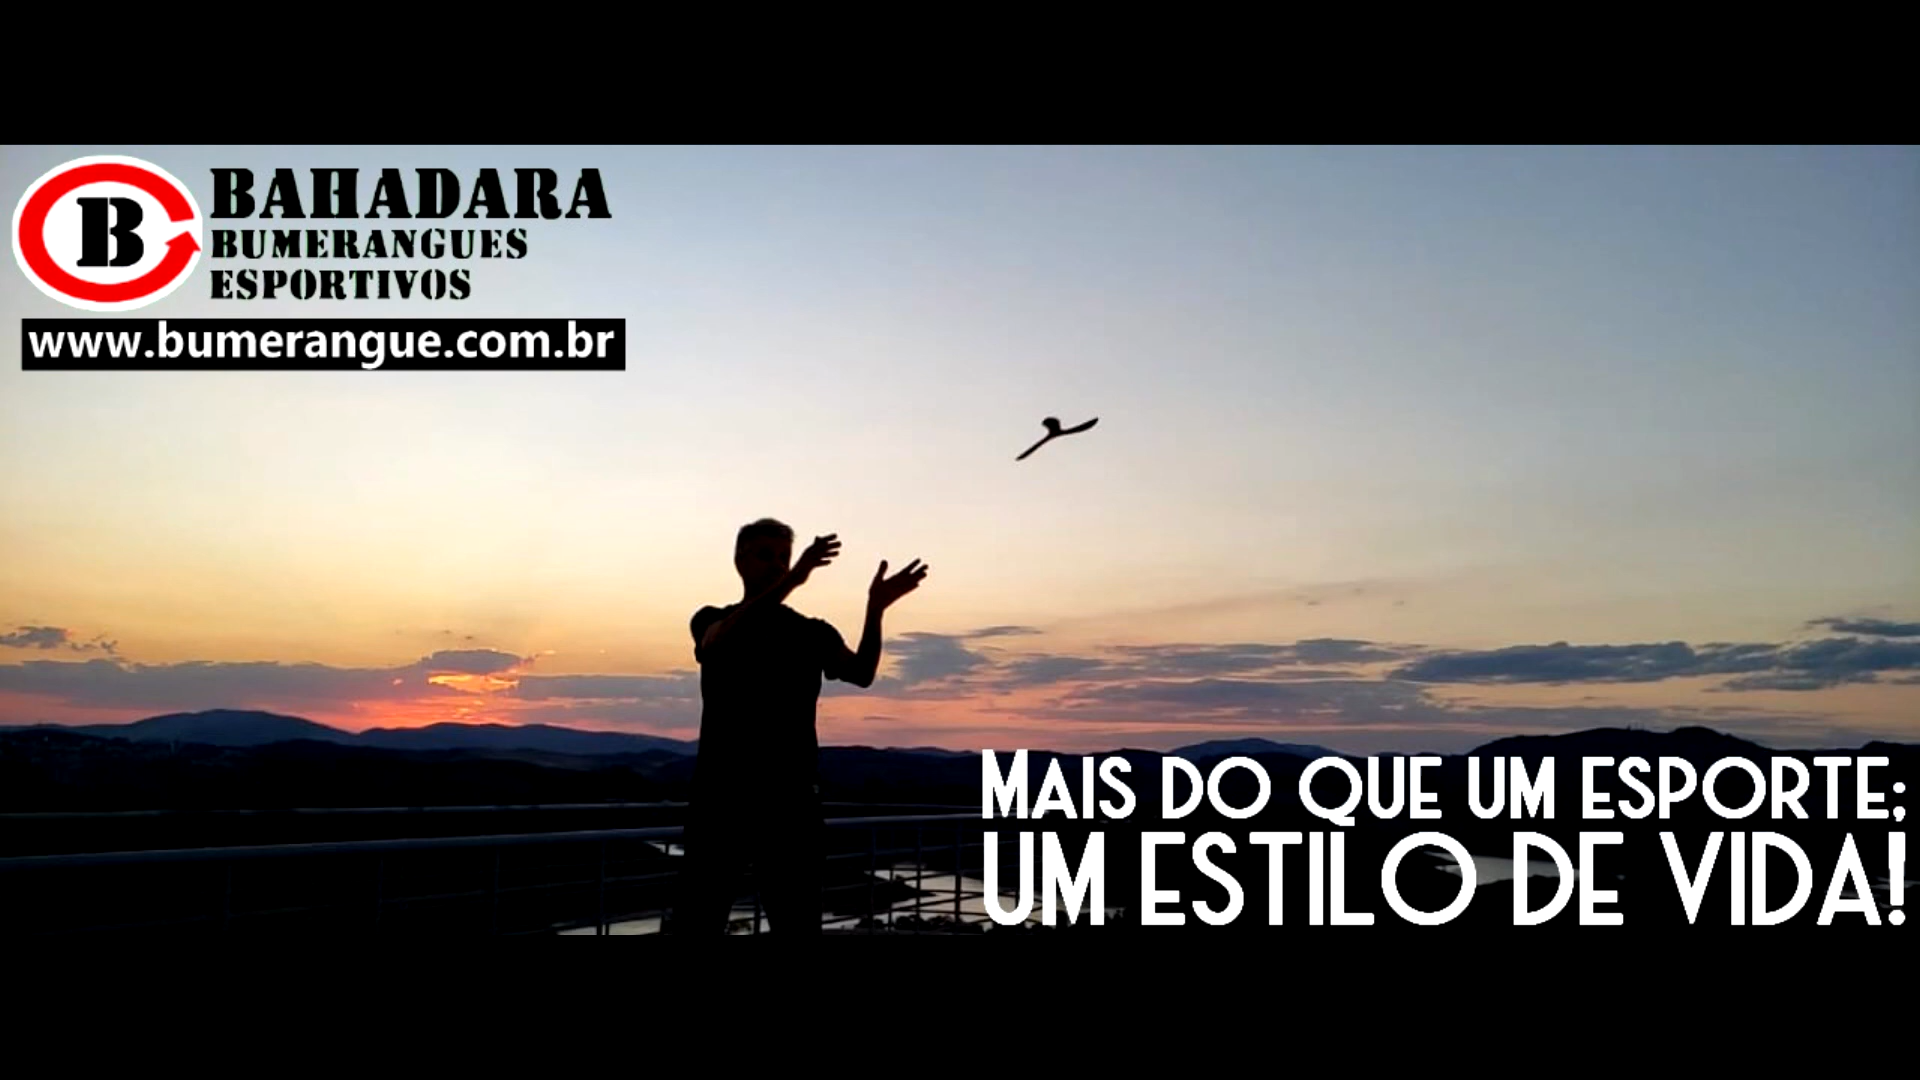 B
BAHADARA
BUMERANGUES
ESPORTIVOS
www.bumerangue.com.br
MAIS DO QUE UM ESPORTE;
UM ESTILO DE VIDA!